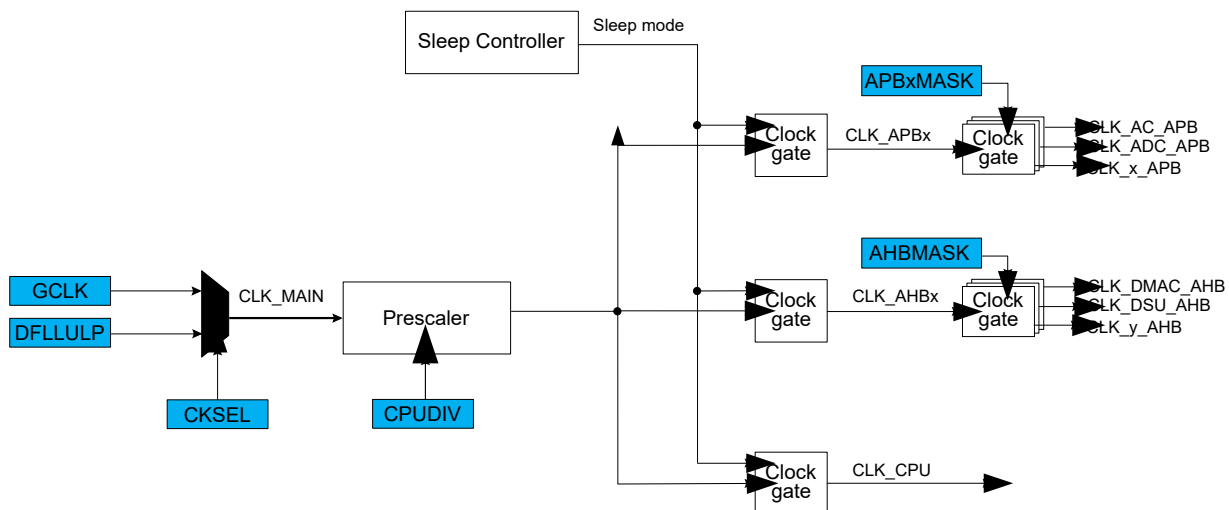 Sleep Controller
Sleep mode
APBxMASK
Clock
gate
CLK_APBx
Clock
gate
CLK_AC_APB
CLK_ADC_APB
CLK_x_APB
AHBMASK
GCLK
DFLLULP
CLK_MAIN
Prescaler
Clock
gate
CLK_AHBx
Clock
gate
CLK_DMAC_AHB
CLK_DSU_AHB
CLK_y_AHB
CKSEL
CPUDIV
Clock
gate
CLK_CPU